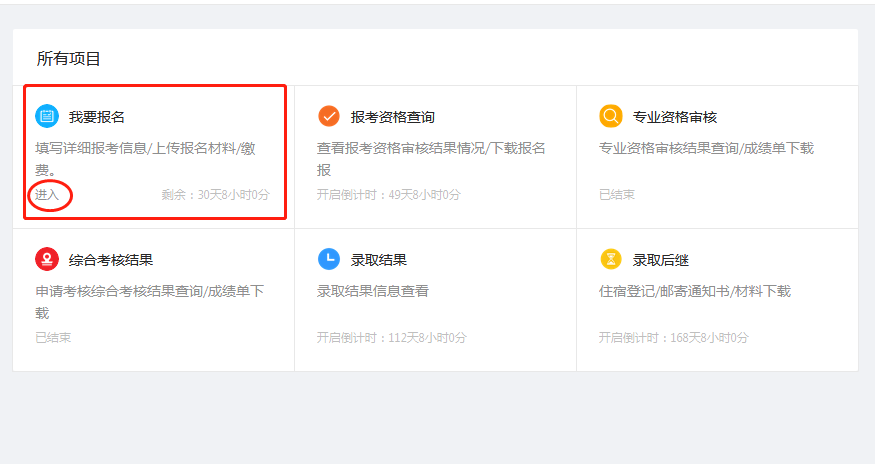 所有项目
我要报名
填写详细报考信息/上传报名材料/缴
费。
进入 剩余：30天8小时0分
报考资格查询
查看报考资格审核结果情况/下载报名
报
开启倒计时：49天8小时0分
专业资格审核
专业资格审核结果查询/成绩单下载
已结束
综合考核结果
申请考核综合考核结果查询/成绩单下
载
已结束
录取结果
录取结果信息查看
开启倒计时：112天8小时0分
录取后继
住宿登记/邮寄通知书/材料下载
开启倒计时：168天8小时0分